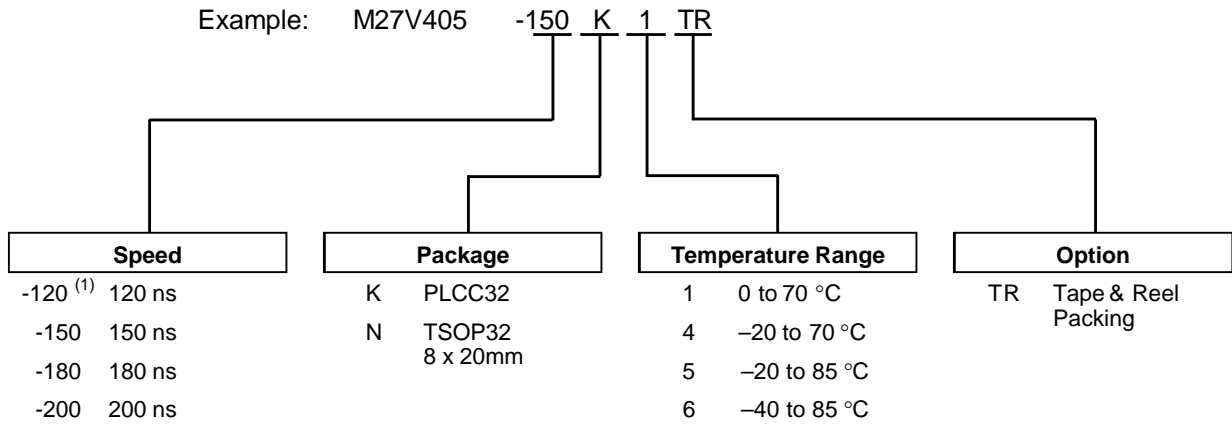 Example: M27V405 -150 K 1 TR
Speed
-120 (1) 120 ns
-150 150 ns
-180 180 ns
-200 200 ns
Package
K PLCC32
N TSOP32
8 x 20mm
Temperature Range
1 0 to 70 °C
4 –20 to 70 °C
5 –20 to 85 °C
6 –40 to 85 °C
Option
TR Tape & Reel
Packing